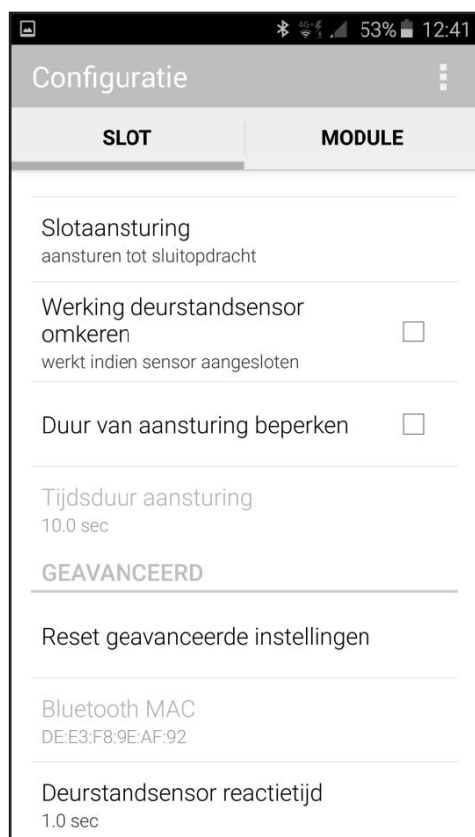 4G+ 53% 12:41
Configuratie
SLOT MODULE
Slotaansturing
aansturen tot sluitopdracht
Werking deurstandsensor
omkeren
werkt indien sensor aangesloten
Duur van aansturing beperken
Tijdsduur aansturing
10.0 sec
GEAVANCEERD
Reset geavanceerde instellingen
Bluetooth MAC
DE:E3:F8:9E:AF:92
Deurstandsensor reactietijd
1.0 sec